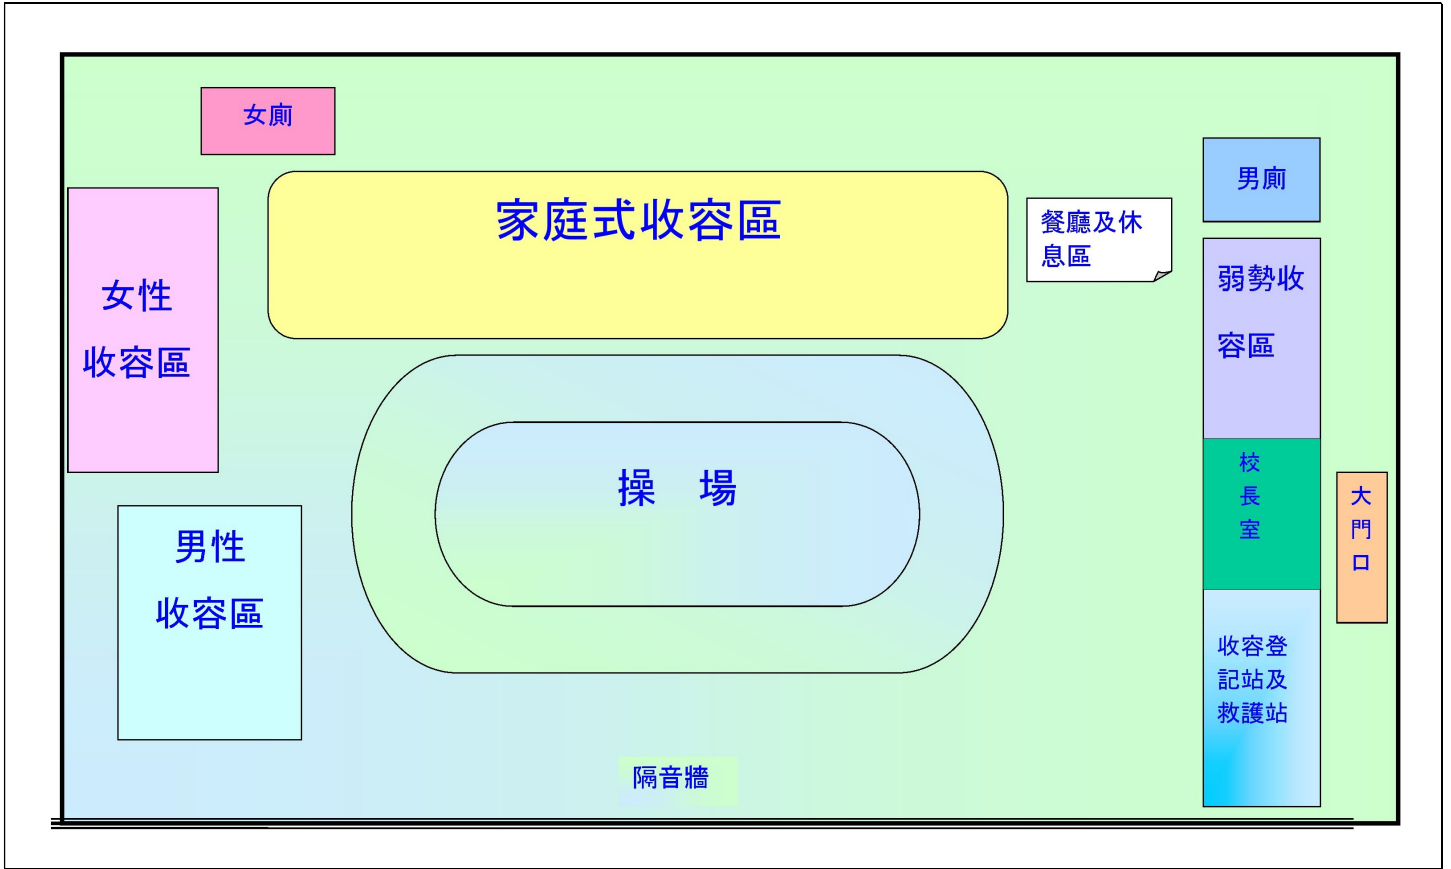 女廁
男廁
家庭式收容區
餐廳及休
息區
弱勢收
容區
女性
收容區
校
長
室
操 場
大
門
口
男性
收容區
收容登
記站及
救護站
隔音牆